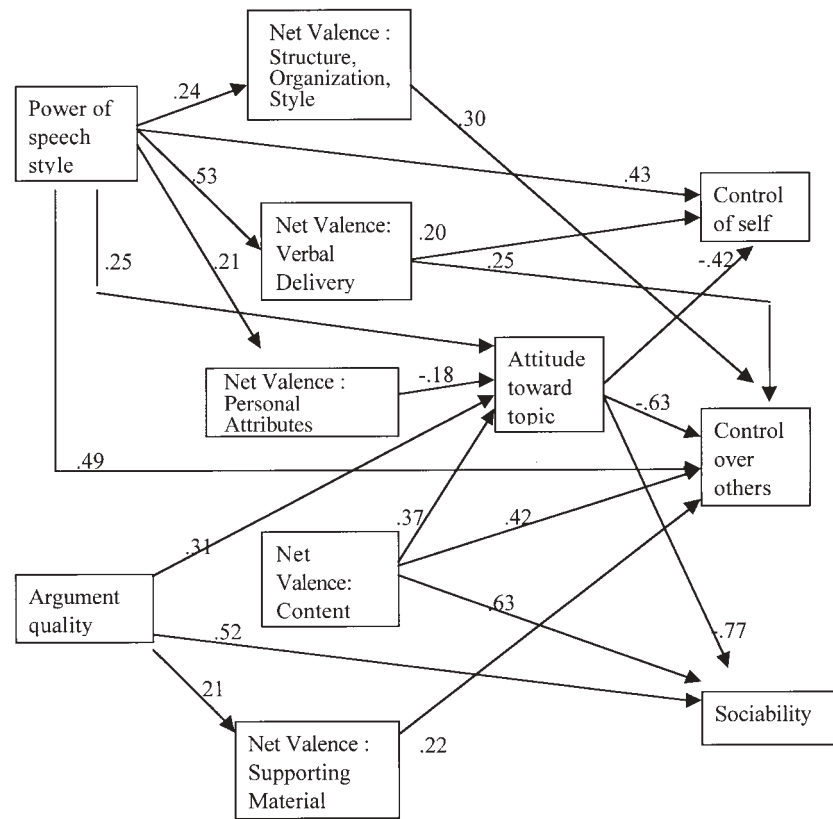 Net Valence :
Structure,
Organization,
Style
.24
.30
Power of
speech
style
.43
.53
Control
of self
Net Valence:
Verbal
Delivery
.20
.25
-.42
.21
.25
Attitude
toward
topic
-.18
Net Valence :
Personal
Attributes
-.63
Control
over
others
.49
.37
.42
.31
Net
Valence:
Content
Argument
quality
.63
.52
-.77
.21
Sociability
Net Valence :
Supporting
Material
.22